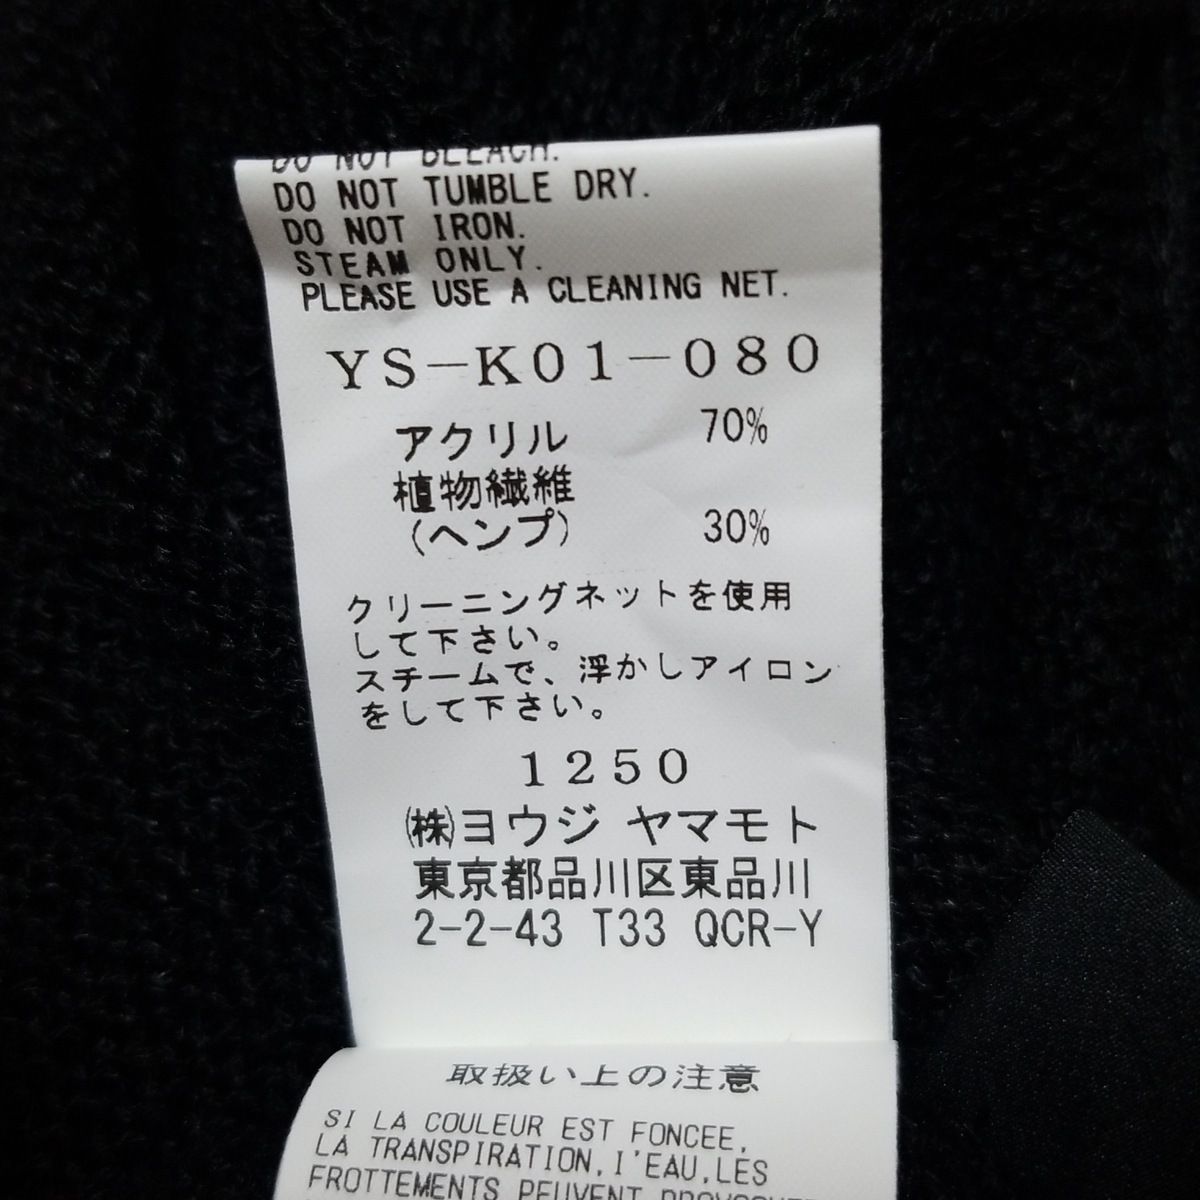 DO NOT BLEACH.
DO NOT TUMBLE DRY.
DO NOT IRON.
STEAM ONLY.
PLEASE USE A CLEANING NET.
YS-K01-080
アクリル 70%
植物繊維
(ヘンプ) 30%
クリーニングネットを使用
して下さい。
スチームで、浮かしアイロン
をして下さい。
1250
㈱ヨウジ ヤマモト
東京都品川区東品川
2-2-43 T33 QCR-Y
取扱い上の注意
SI LA COULEUR EST FONCEE,
LA TRANSPIRATION, I'EAU, LES
FROTTEMENTS PEUVENT